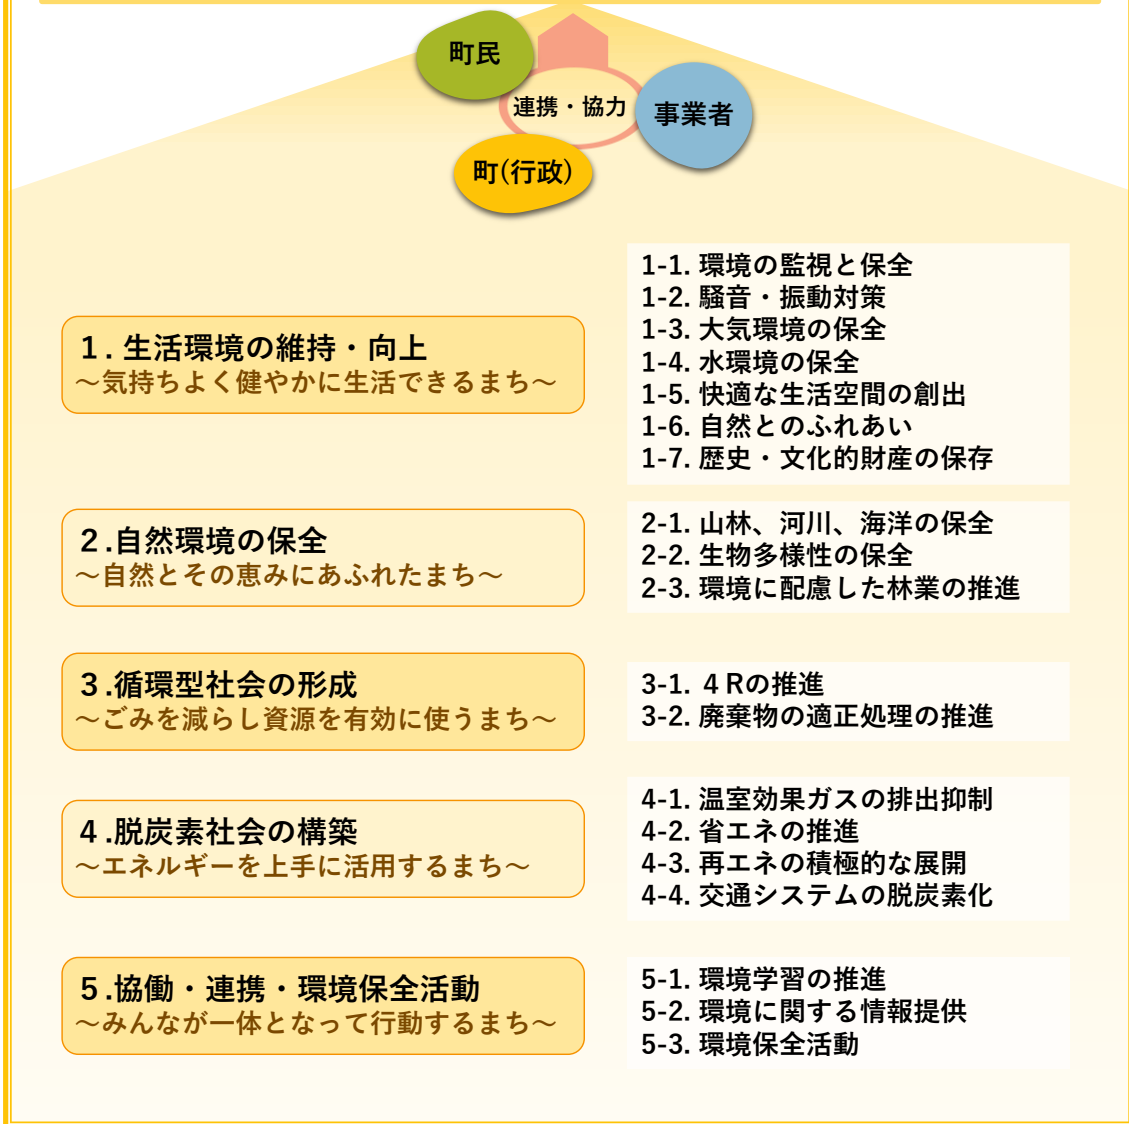 町民
連携・協力
事業者
町(行政)
１. 生活環境の維持・向上
～気持ちよく健やかに生活できるまち～
1-1. 環境の監視と保全
1-2. 騒音・振動対策
1-3. 大気環境の保全
1-4. 水環境の保全
1-5. 快適な生活空間の創出
1-6. 自然とのふれあい
1-7. 歴史・文化的財産の保存
２.自然環境の保全
～自然とその恵みにあふれたまち～
2-1. 山林、河川、海洋の保全
2-2. 生物多様性の保全
2-3. 環境に配慮した林業の推進
３.循環型社会の形成
～ごみを減らし資源を有効に使うまち～
3-1. ４Rの推進
3-2. 廃棄物の適正処理の推進
４.脱炭素社会の構築
～エネルギーを上手に活用するまち～
4-1. 温室効果ガスの排出抑制
4-2. 省エネの推進
4-3. 再エネの積極的な展開
4-4. 交通システムの脱炭素化
５.協働・連携・環境保全活動
～みんなが一体となって行動するまち～
5-1. 環境学習の推進
5-2. 環境に関する情報提供
5-3. 環境保全活動